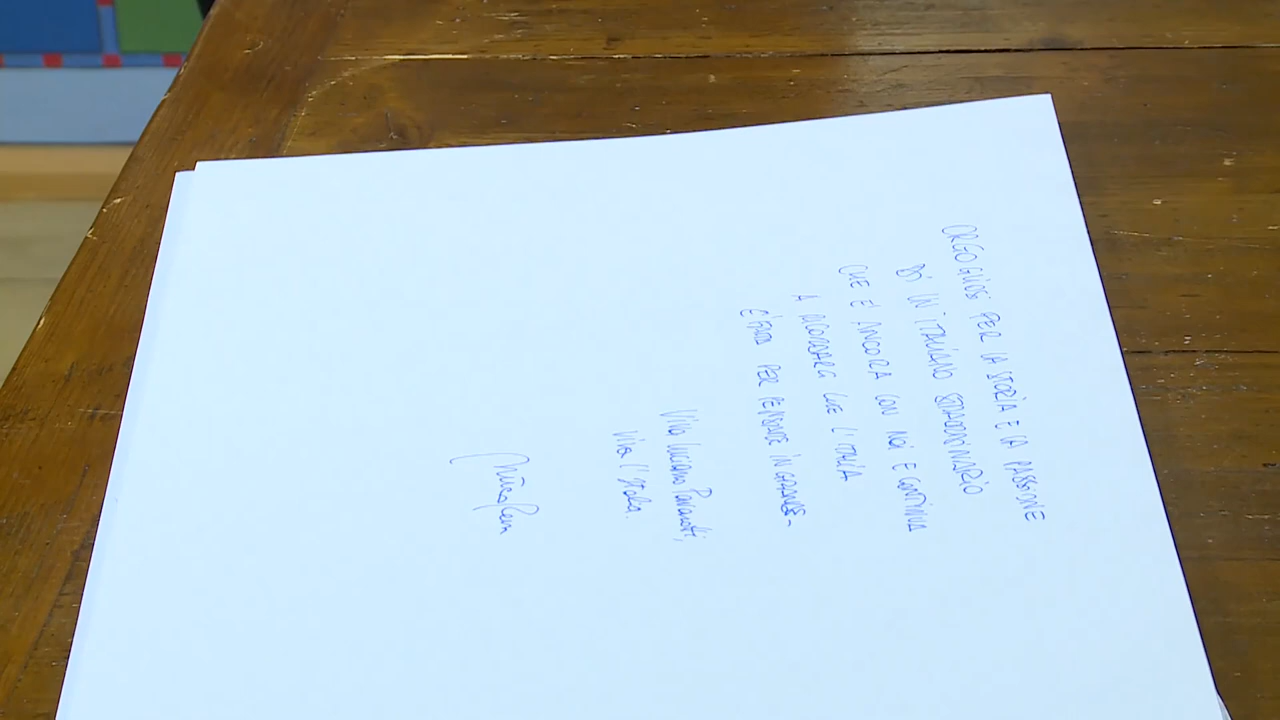 ORGOGLIOSI PER LA STORIA E LA PASSIONE
DI UN ITALIANO STRAORDINARIO
CHE È ANCORA CON NOI E CONTINUA
A RICORDARCI CHE L'ITALIA
È FATTA PER PENSARE IN GRANDE-
Viva Luciano Pavarotti,
Viva l'Italia.